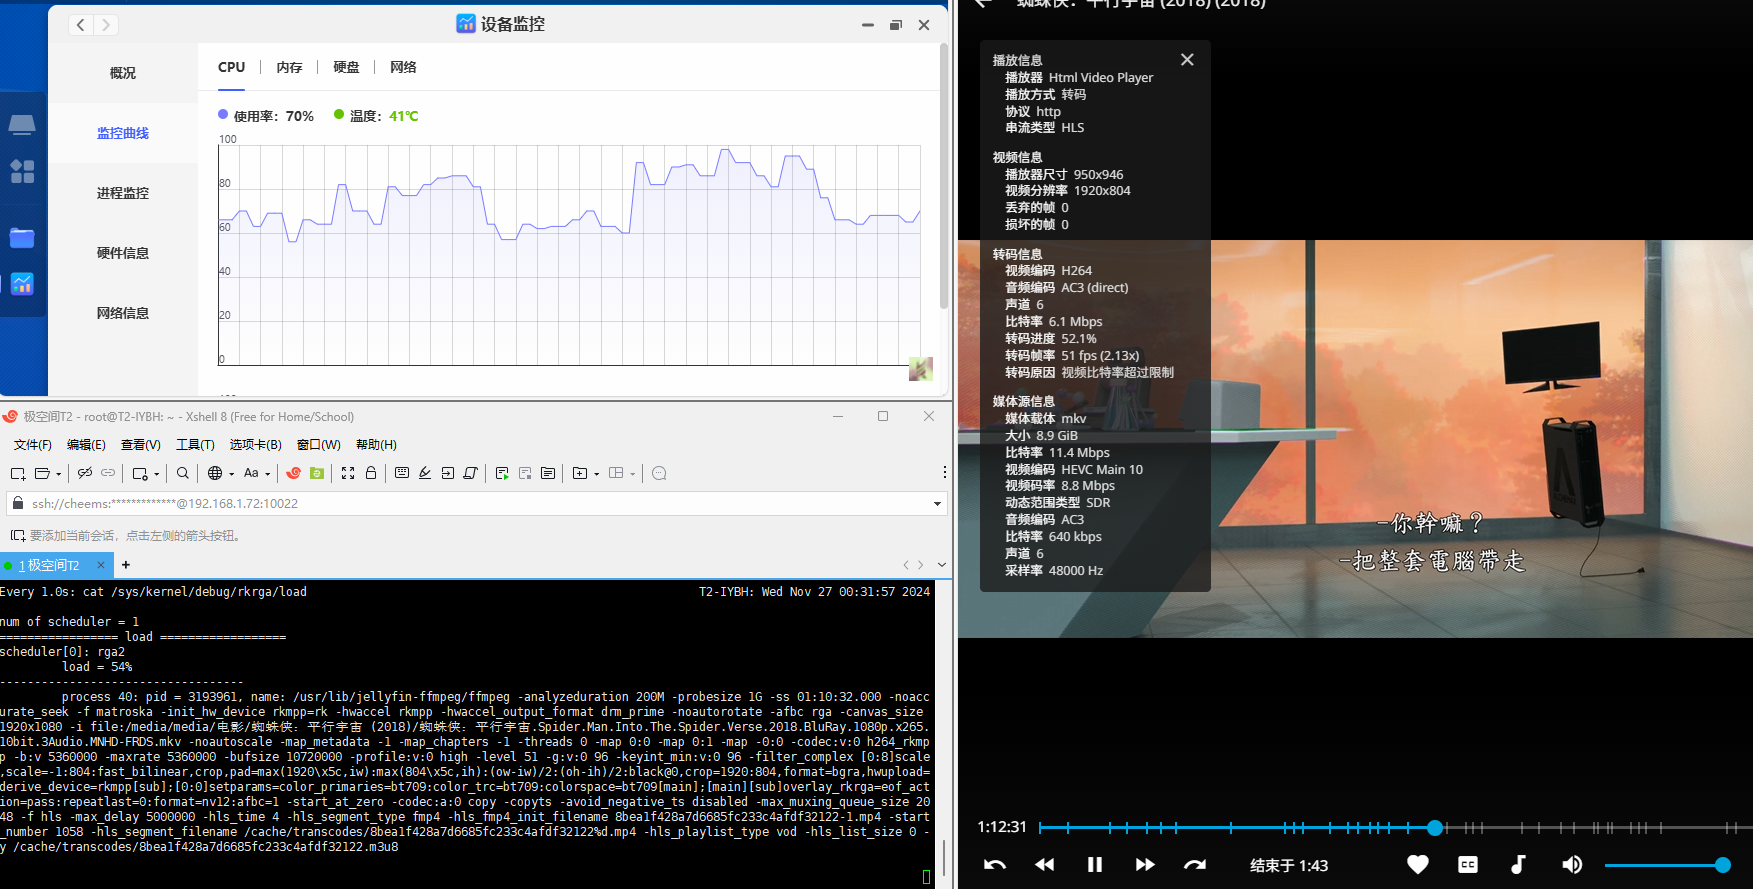 设备监控
概况
监控曲线
进程监控
硬件信息
网络信息
CPU
内存
硬盘
网络
使用率：70%
温度：41℃
100
80
60
40
20
0
极空间T2 - root@T2-IYBH: ~ - Xshell 8 (Free for Home/School)
文件(F) 编辑(E) 查看(V) 工具(T) 选项卡(B) 窗口(W) 帮助(H)
Aa
ssh://cheems:*************@192.168.1.72:10022
要添加当前会话，点击左侧的箭头按钮。
1 极空间T2
Every 1.0s: cat /sys/kernel/debug/rkrga/load T2-IYBH: Wed Nov 27 00:31:57 2024
num of scheduler = 1
================= load ==================
scheduler[0]: rga2
load = 54%
-----------------------------------
process 40: pid = 3193961, name: /usr/lib/jellyfin-ffmpeg/ffmpeg -analyzeduration 200M -probesize 1G -ss 01:10:32.000 -noacc
urate_seek -f matroska -init_hw_device rkmpp=rk -hwaccel rkmpp -hwaccel_output_format drm_prime -noautorotate -afbc rga -canvas_size
1920x1080 -i file:/media/media/电影/蜘蛛侠：平行宇宙 (2018)/蜘蛛侠：平行宇宙.Spider.Man.Into.The.Spider.Verse.2018.BluRay.1080p.x265.
10bit.3Audio.MNHD-FRDS.mkv -noautoscale -map_metadata -1 -map_chapters -1 -threads 0 -map 0:0 -map 0:1 -map -0:0 -codec:v:0 h264_rkmp
p -b:v 5360000 -maxrate 5360000 -bufsize 10720000 -profile:v:0 high -level 51 -g:v:0 96 -keyint_min:v:0 96 -filter_complex [0:8]scale
,scale=-1:804:fast_bilinear,crop,pad=max(1920\x5c,iw):max(804\x5c,ih):(ow-iw)/2:(oh-ih)/2:black@0,crop=1920:804,format=bgra,hwupload=
derive_device=rkmpp[sub];[0:0]setparams=color_primaries=bt709:color_trc=bt709:colorspace=bt709[main];[main][sub]overlay_rkrga=eof_act
ion=pass:repeatlast=0:format=nv12:afbc=1 -start_at_zero -codec:a:0 copy -copyts -avoid_negative_ts disabled -max_muxing_queue_size 20
48 -f hls -max_delay 5000000 -hls_time 4 -hls_segment_type fmp4 -hls_fmp4_init_filename 8bea1f428a7d6685fc233c4afdf32122-1.mp4 -start
_number 1058 -hls_segment_filename /cache/transcodes/8bea1f428a7d6685fc233c4afdf32122%d.mp4 -hls_playlist_type vod -hls_list_size 0 -
y /cache/transcodes/8bea1f428a7d6685fc233c4afdf32122.m3u8
蜘蛛侠：平行宇宙 (2018) (2018)
播放信息
播放器 Html Video Player
播放方式 转码
协议 http
串流类型 HLS
视频信息
播放器尺寸 950x946
视频分辨率 1920x804
丢弃的帧 0
损坏的帧 0
转码信息
视频编码 H264
音频编码 AC3 (direct)
声道 6
比特率 6.1 Mbps
转码进度 52.1%
转码帧率 51 fps (2.13x)
转码原因 视频比特率超过限制
媒体源信息
媒体载体 mkv
大小 8.9 GiB
比特率 11.4 Mbps
视频编码 HEVC Main 10
视频码率 8.8 Mbps
动态范围类型 SDR
音频编码 AC3
比特率 640 kbps
声道 6
采样率 48000 Hz
-你幹嘛？
-把整套電腦帶走
1:12:31
结束于 1:43
CC